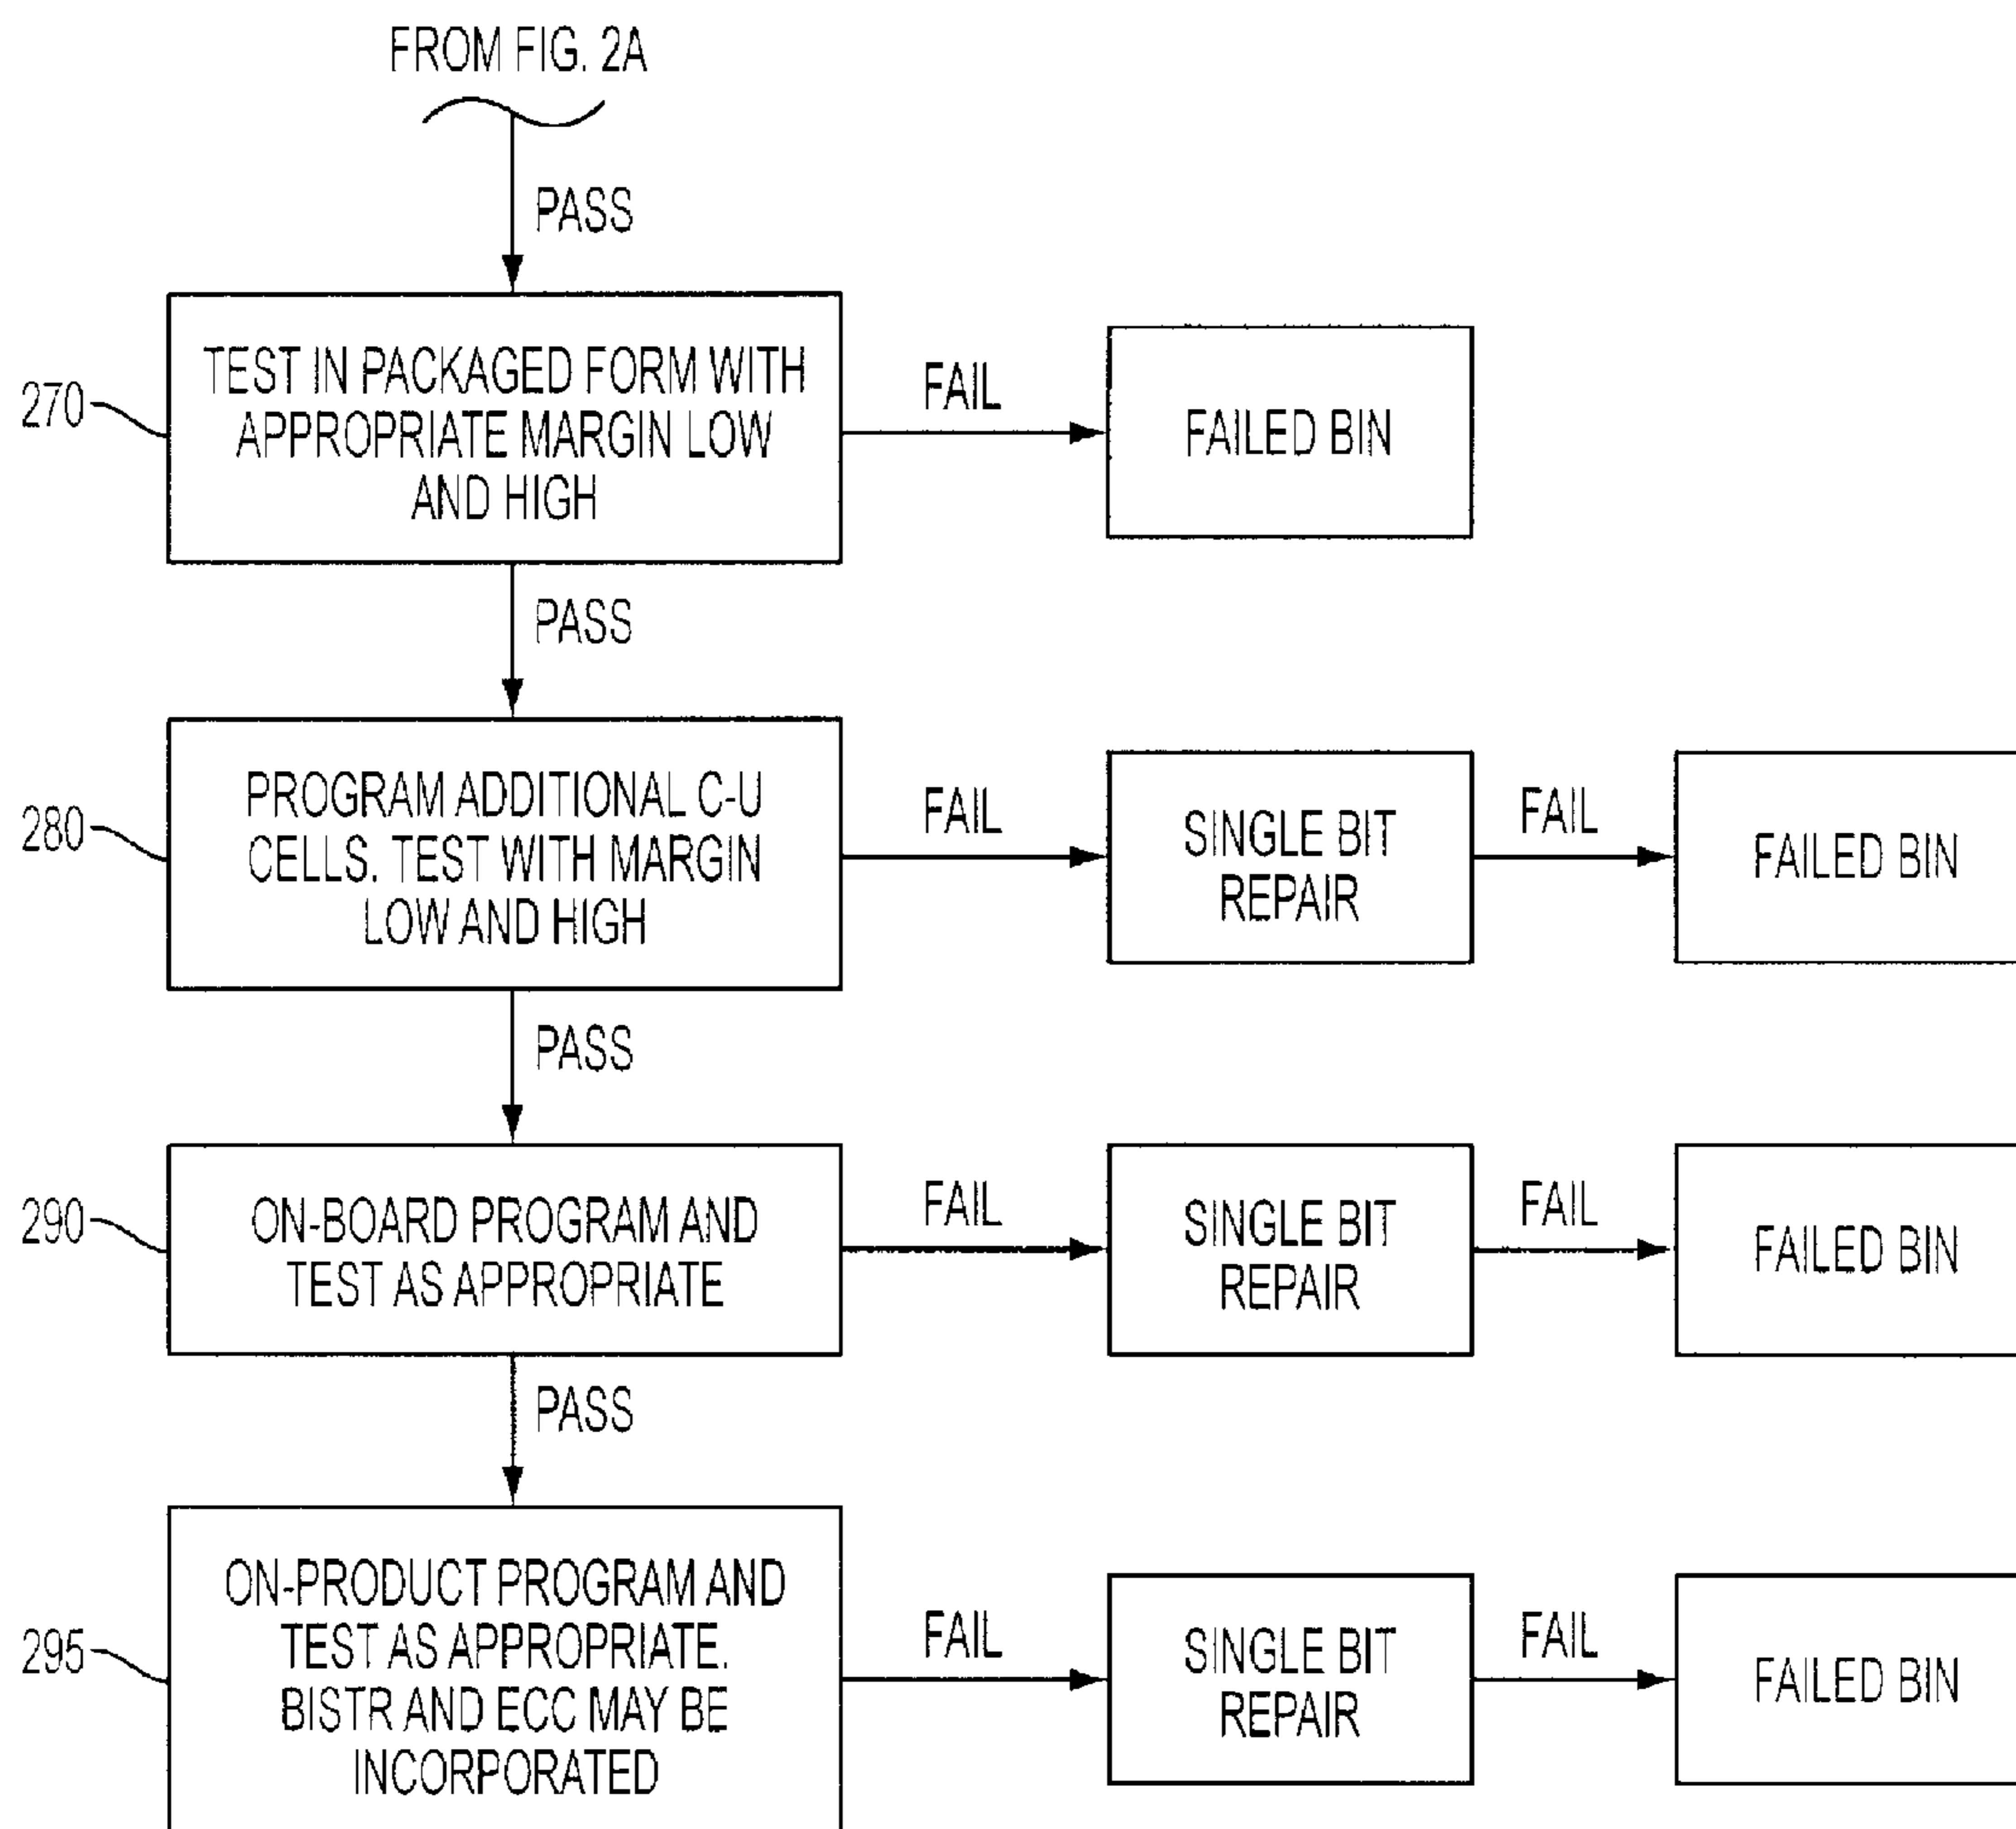 FROM FIG. 2A
PASS
270
TEST IN PACKAGED FORM WITH
APPROPRIATE MARGIN LOW
AND HIGH
FAIL
FAILED BIN
PASS
280
PROGRAM ADDITIONAL C-U
CELLS. TEST WITH MARGIN
LOW AND HIGH
FAIL
SINGLE BIT
REPAIR
FAIL
FAILED BIN
PASS
290
ON-BOARD PROGRAM AND
TEST AS APPROPRIATE
FAIL
SINGLE BIT
REPAIR
FAIL
FAILED BIN
PASS
295
ON-PRODUCT PROGRAM AND
TEST AS APPROPRIATE.
BISTR AND ECC MAY BE
INCORPORATED
FAIL
SINGLE BIT
REPAIR
FAIL
FAILED BIN